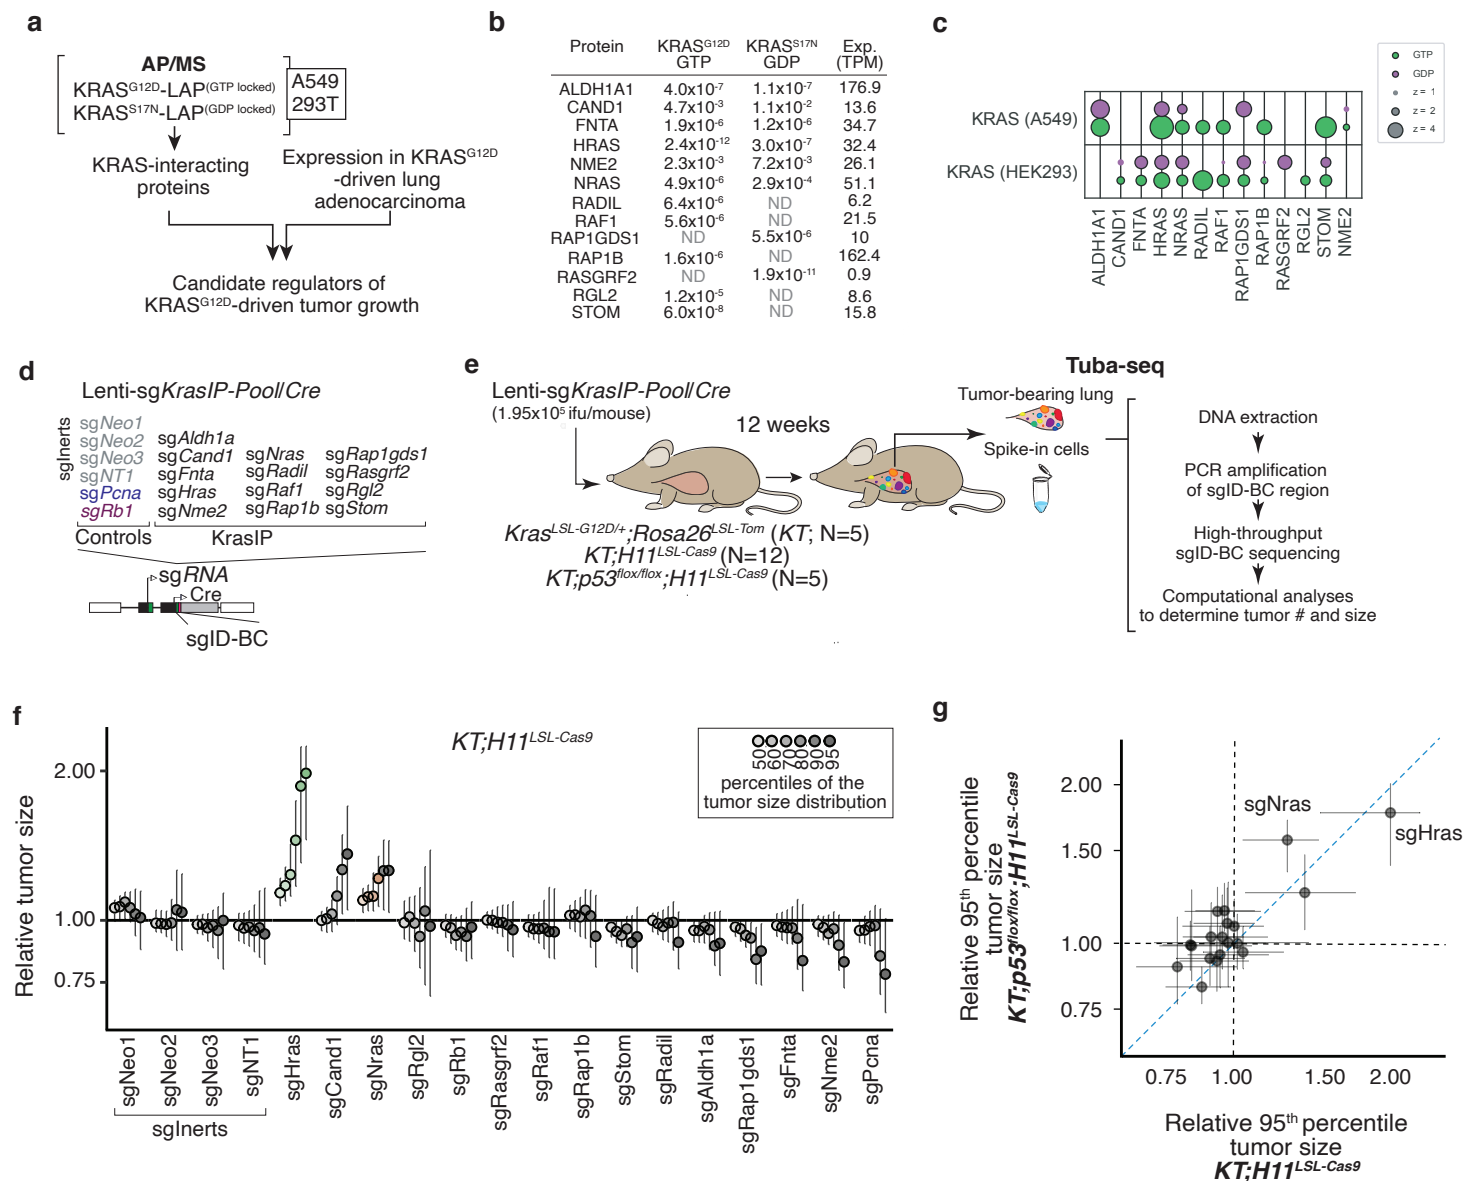 a
AP/MS
KRASG12D-LAP(GTP locked)
KRASS17N-LAP(GDP locked)
A549
293T
KRAS-interacting
proteins
Expression in KRASG12D
-driven lung
adenocarcinoma
Candidate regulators of
KRASG12D-driven tumor growth
b
Protein KRASG12D GTP KRASS17N GDP Exp. (TPM)
ALDH1A1 4.0x10-7 1.1x10-7 176.9
CAND1 4.7x10-3 1.1x10-2 13.6
FNTA 1.9x10-6 1.2x10-6 34.7
HRAS 2.4x10-12 3.0x10-7 32.4
NME2 2.3x10-3 7.2x10-3 26.1
NRAS 4.9x10-6 2.9x10-4 51.1
RADIL 6.4x10-6 ND 6.2
RAF1 5.6x10-6 ND 21.5
RAP1GDS1 ND 5.5x10-6 10
RAP1B 1.6x10-6 ND 162.4
RASGRF2 ND 1.9x10-11 0.9
RGL2 1.2x10-5 ND 8.6
STOM 6.0x10-8 ND 15.8
c
GTP
GDP
z = 1
z = 2
z = 4
KRAS (A549)
KRAS (HEK293)
ALDH1A1
CAND1
FNTA
HRAS
NRAS
RADIL
RAF1
RAP1GDS1
RAP1B
RASGRF2
RGL2
STOM
NME2
d
Lenti-sgKrasIP-Pool/Cre
sgInerts
sgNeo1
sgNeo2
sgNeo3
sgNT1
sgPcna
sgRb1
sgAldh1a
sgCand1
sgFnta
sgHras
sgNme2
sgNras
sgRadil
sgRaf1
sgRap1b
sgRap1gds1
sgRasgrf2
sgRgl2
sgStom
Controls
KrasIP
sgRNA
Cre
sgID-BC
e
Lenti-sgKrasIP-Pool/Cre
(1.95x105 ifu/mouse)
12 weeks
KrasLSL-G12D/+;Rosa26LSL-Tom (KT; N=5)
KT;H11LSL-Cas9 (N=12)
KT;p53flox/flox;H11LSL-Cas9 (N=5)
Tuba-seq
Tumor-bearing lung
Spike-in cells
DNA extraction
PCR amplification
of sgID-BC region
High-throughput
sgID-BC sequencing
Computational analyses
to determine tumor # and size
f
KT;H11LSL-Cas9
50
60
70
80
90
95
percentiles of the
tumor size distribution
Relative tumor size
2.00
1.00
0.75
sgNeo1
sgNeo2
sgNeo3
sgNT1
sgHras
sgCand1
sgNras
sgRgl2
sgRb1
sgRasgrf2
sgRaf1
sgRap1b
sgStom
sgRadil
sgAldh1a
sgRap1gds1
sgFnta
sgNme2
sgPcna
sgInerts
g
Relative 95th percentile
tumor size
KT;p53flox/flox;H11LSL-Cas9
2.00
1.50
1.00
0.75
sgNras
sgHras
0.75 1.00 1.50 2.00
Relative 95th percentile
tumor size
KT;H11LSL-Cas9